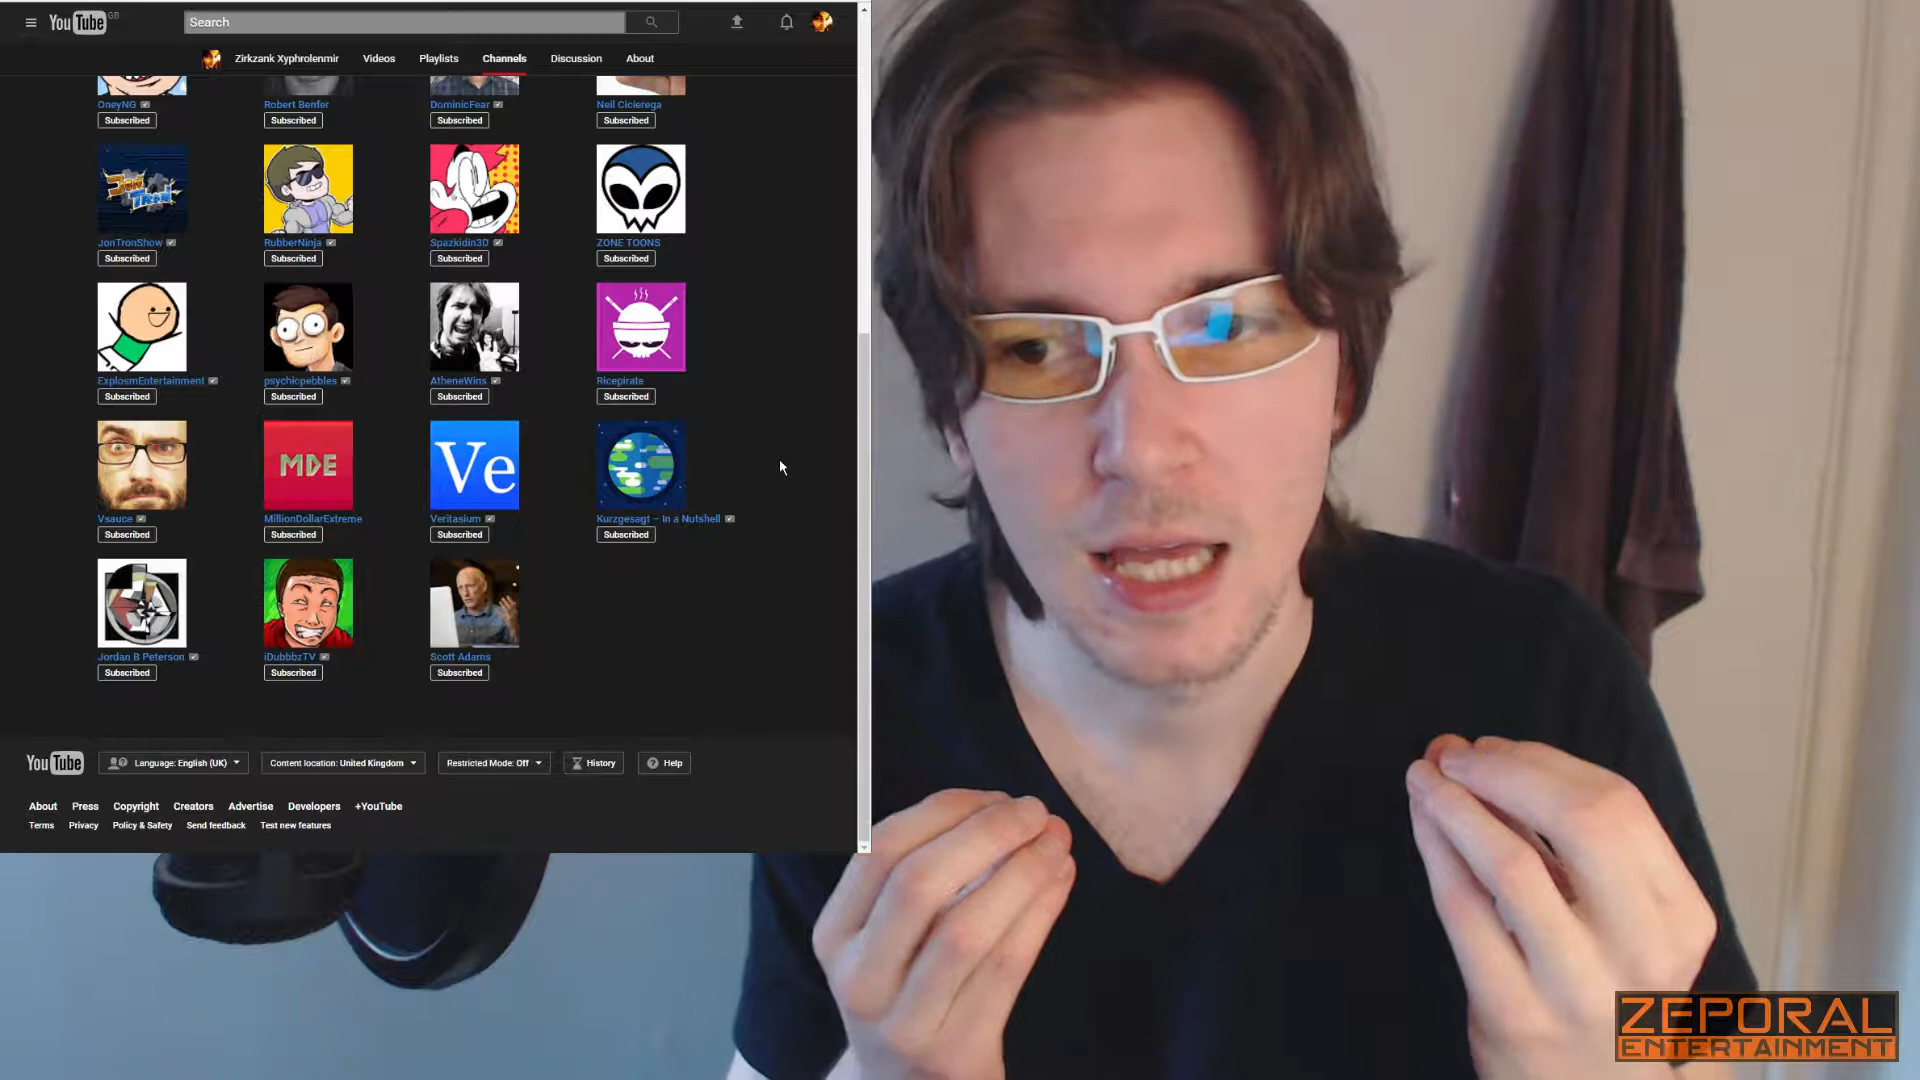 YouTube GB
Search
Zirkzank Xyphrolenmir Videos Playlists Channels Discussion About
OneyNG Robert Benfer DominicFear Neil Cicierega
Subscribed Subscribed Subscribed Subscribed
JON TRON
JonTronShow RubberNinja Spazkidin3D ZONE TOONS
Subscribed Subscribed Subscribed Subscribed
ExplosmEntertainment psychicpebbles AtheneWins Ricepirate
Subscribed Subscribed Subscribed Subscribed
MDE Ve
Vsauce MillionDollarExtreme Veritasium Kurzgesagt – In a Nutshell
Subscribed Subscribed Subscribed Subscribed
Jordan B Peterson iDubbbzTV Scott Adams
Subscribed Subscribed Subscribed
YouTube Language: English (UK) Content location: United Kingdom Restricted Mode: Off History Help
About Press Copyright Creators Advertise Developers +YouTube
Terms Privacy Policy & Safety Send feedback Test new features
ZEPORAL
ENTERTAINMENT